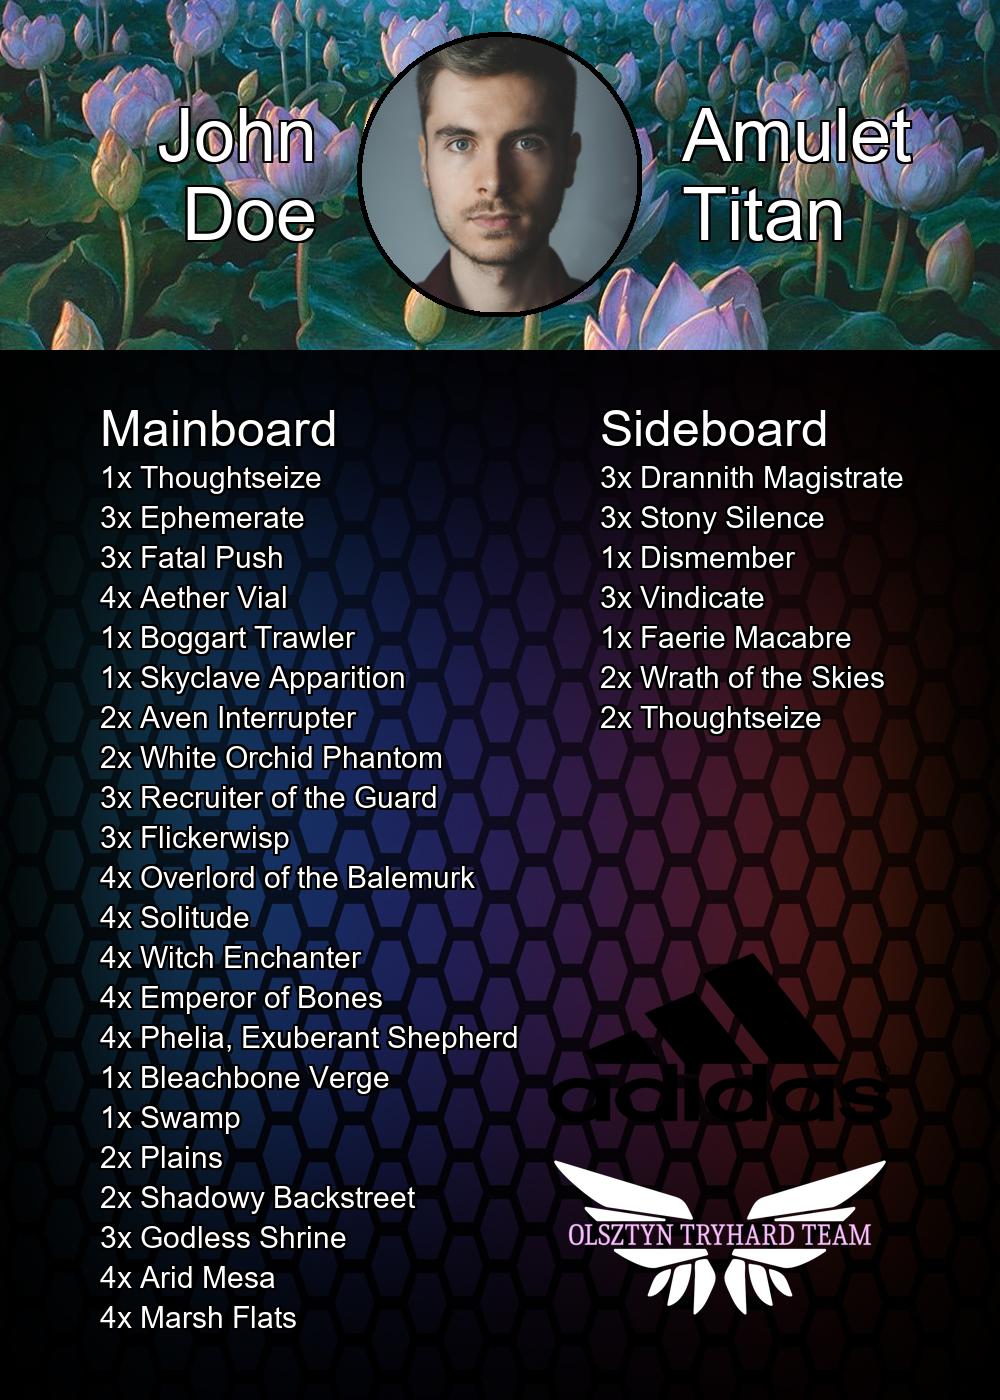 John
Doe
Amulet
Titan
Mainboard
1x Thoughtseize
3x Ephemerate
3x Fatal Push
4x Aether Vial
1x Boggart Trawler
1x Skyclave Apparition
2x Aven Interrupter
2x White Orchid Phantom
3x Recruiter of the Guard
3x Flickerwisp
4x Overlord of the Balemurk
4x Solitude
4x Witch Enchanter
4x Emperor of Bones
4x Phelia, Exuberant Shepherd
1x Bleachbone Verge
1x Swamp
2x Plains
2x Shadowy Backstreet
3x Godless Shrine
4x Arid Mesa
4x Marsh Flats
Sideboard
3x Drannith Magistrate
3x Stony Silence
1x Dismember
3x Vindicate
1x Faerie Macabre
2x Wrath of the Skies
2x Thoughtseize
adidas®
OLSZTYN TRYHARD TEAM